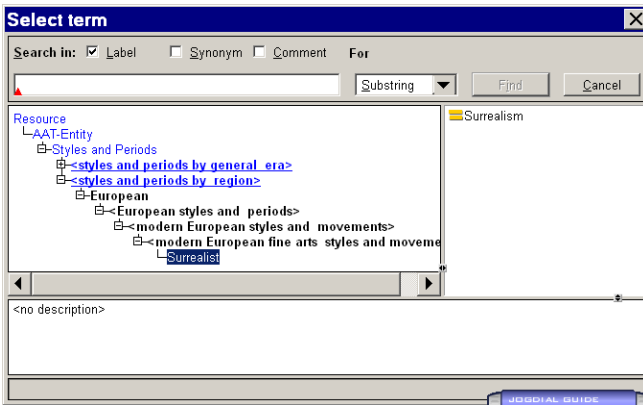 Select term
Search in: Label Synonym Comment For
Substring Find Cancel
Resource
AAT-Entity
Styles and Periods
<styles and periods by general era>
<styles and periods by region>
European
<European styles and periods>
<modern European styles and movements>
<modern European fine arts styles and moveme
Surrealist
Surrealism
<no description>
JOGDIAL GUIDE